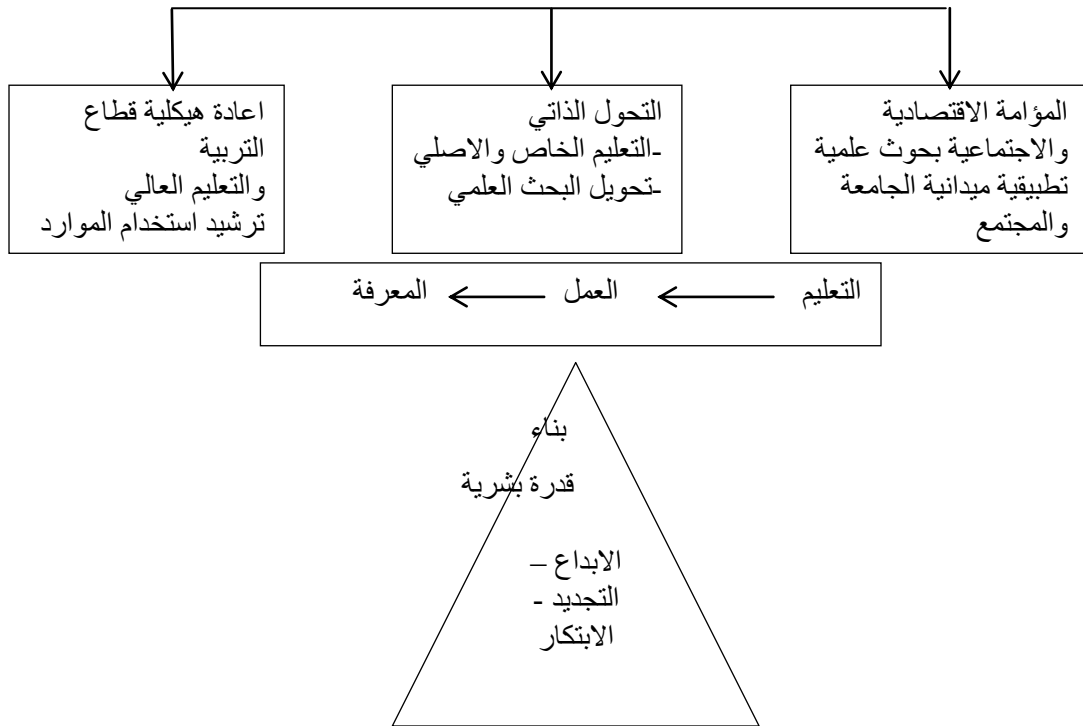 المؤامة الاقتصادية
والاجتماعية بحوث علمية
تطبيقية ميدانية الجامعة
والمجتمع
التحول الذاتي
-التعليم الخاص والاصلي
-تحويل البحث العلمي
اعادة هيكلية قطاع
التربية
والتعليم العالي
ترشيد استخدام الموارد
التعليم العمل المعرفة
بناء
قدرة بشرية
الابداع –
التجديد -
الابتكار